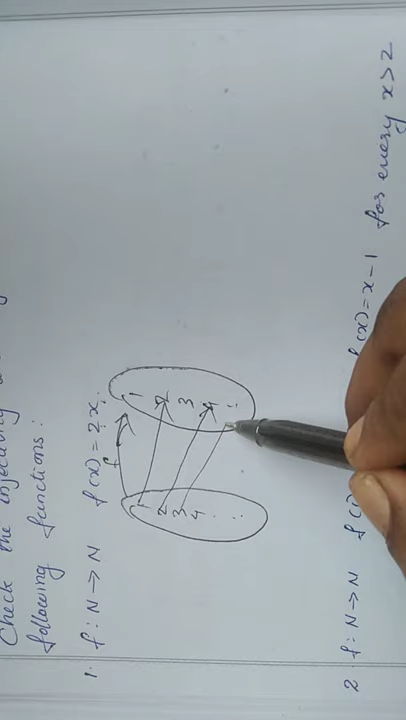 Check the injectivity
following functions:
1. f: N → N f(x) = 2x.
f
1 1
2 2
3 3
4 4
2 f: N → N f( f(x) = x - 1 for every x > 2